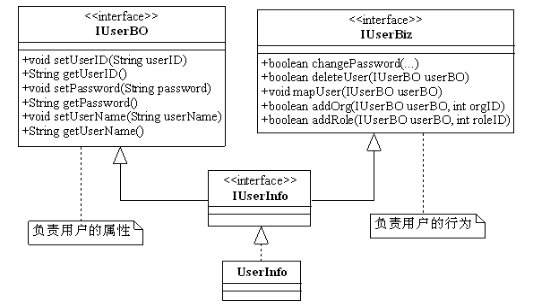 <<interface>>
IUserBO
+void setUserID(String userID)
+String getUserID()
+void setPassword(String password)
+String getPassword()
+void setUserName(String userName)
+String getUserName()
<<interface>>
IUserBiz
+boolean changePassword(...)
+boolean deleteUser(IUserBO userBO)
+void mapUser(IUserBO userBO)
+boolean addOrg(IUserBO userBO, int orgID)
+boolean addRole(IUserBO userBO, int roleID)
<<interface>>
IUserInfo
负责用户的属性
负责用户的行为
UserInfo